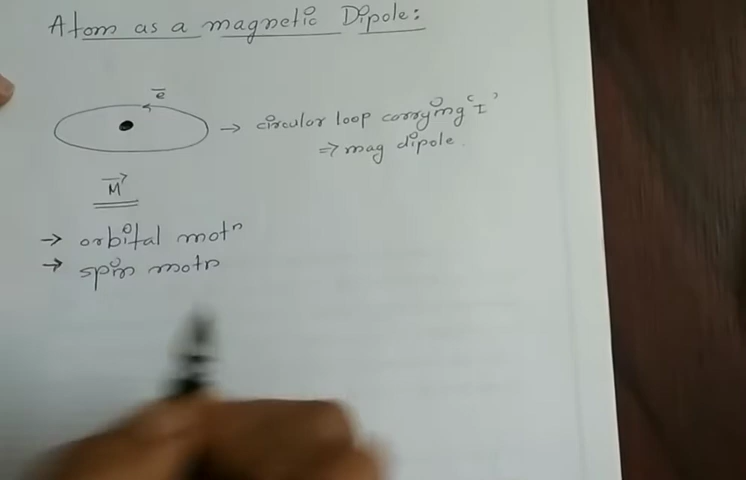 Atom as a magnetic Dipole:
e
→ circular loop carrying 'I'
⇒ mag dipole.
M
→ orbital motⁿ
→ spin motn